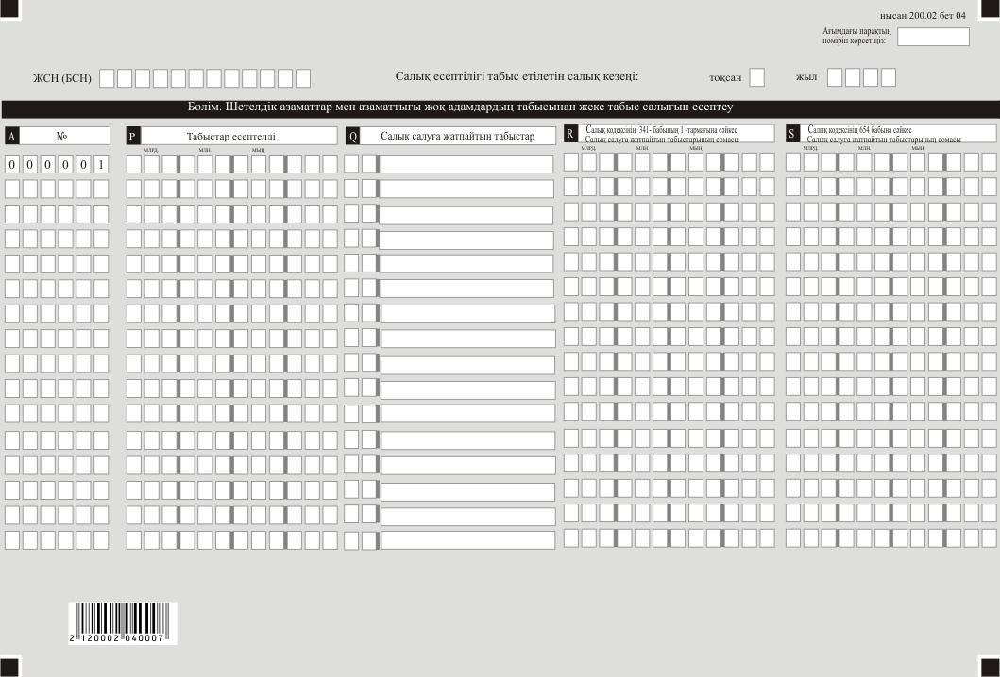 нысан 200.02 бет 04
Ағымдағы парақтың
нөмірін көрсетіңіз:
ЖСН (БСН) Салық есептілігі табыс етілетін салық кезеңі: тоқсан жыл
Бөлім. Шетелдік азаматтар мен азаматтығы жоқ адамдардың табысынан жеке табыс салығын есептеу
A № P Табыстар есептелді Q Салық салуға жатпайтын табыстар R Салық кодексінің 341- бабының 1 -тармағына сәйкес S Салық кодексінің 654 бабына сәйкес
Салық салуға жатпайтын табыстарының сомасы Салық салуға жатпайтын табыстарының сомасы
млрд. млн. мың млрд. млн. мың млрд. млн. мың
0 0 0 0 0 1
2 120002 040007